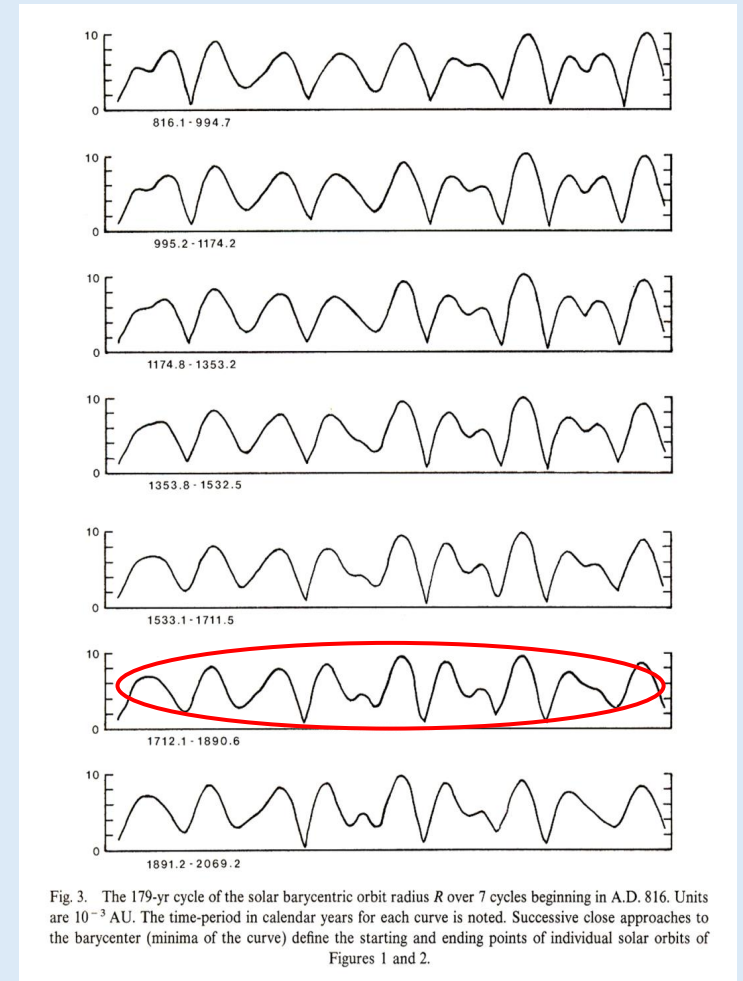 10
0
816.1 - 994.7
10
0
995.2 - 1174.2
10
0
1174.8 - 1353.2
10
0
1353.8 - 1532.5
10
0
1533.1 - 1711.5
10
0
1712.1 - 1890.6
10
0
1891.2 - 2069.2
Fig. 3. The 179-yr cycle of the solar barycentric orbit radius R over 7 cycles beginning in A.D. 816. Units
are 10⁻³ AU. The time-period in calendar years for each curve is noted. Successive close approaches to
the barycenter (minima of the curve) define the starting and ending points of individual solar orbits of
Figures 1 and 2.